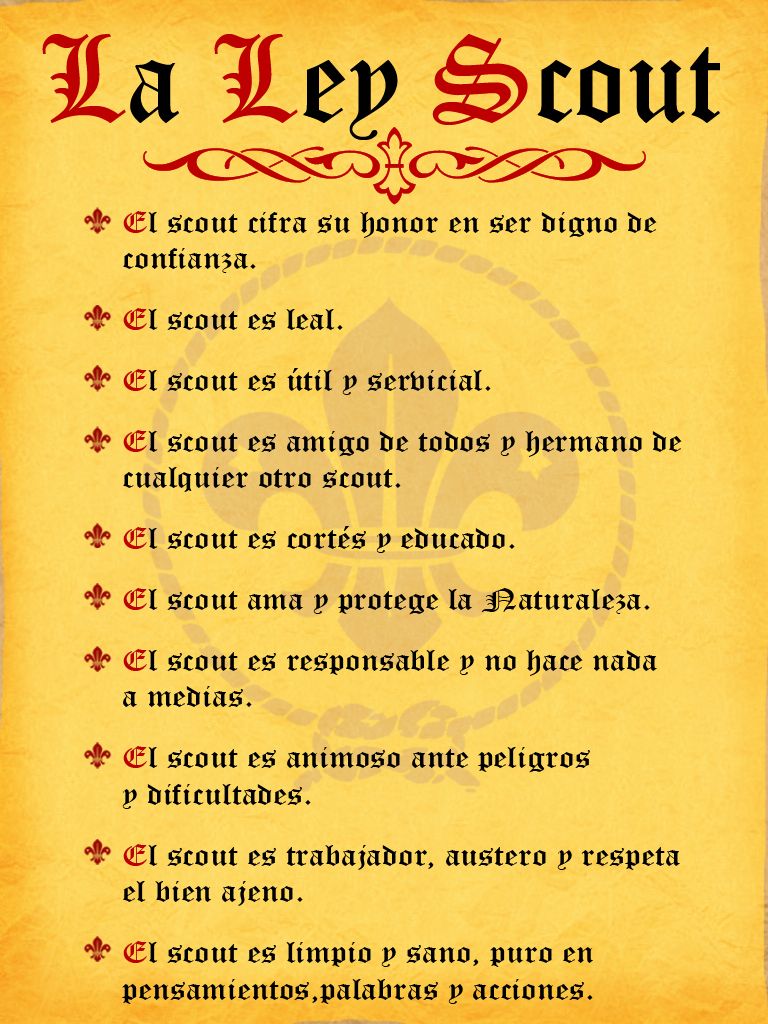 La Ley Scout
El scout cifra su honor en ser digno de
confianza.
El scout es leal.
El scout es útil y servicial.
El scout es amigo de todos y hermano de
cualquier otro scout.
El scout es cortés y educado.
El scout ama y protege la Naturaleza.
El scout es responsable y no hace nada
a medias.
El scout es animoso ante peligros
y dificultades.
El scout es trabajador, austero y respeta
el bien ajeno.
El scout es limpio y sano, puro en
pensamientos,palabras y acciones.